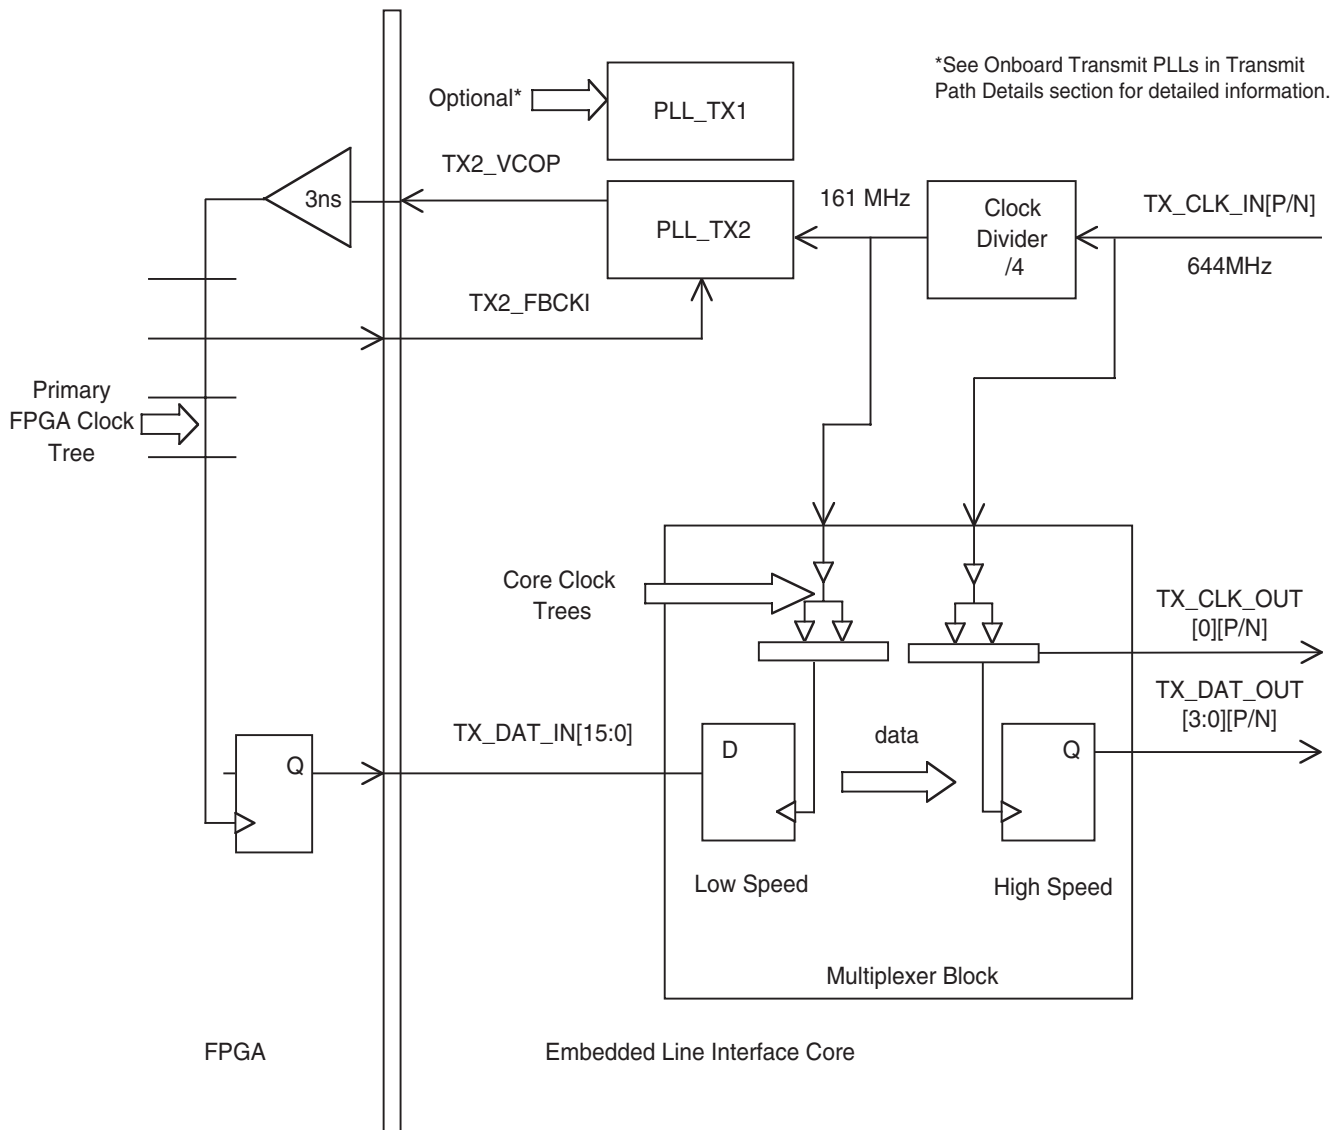 *See Onboard Transmit PLLs in Transmit
Path Details section for detailed information.
Optional*
PLL_TX1
TX2_VCOP
3ns
PLL_TX2
161 MHz
Clock
Divider
/4
TX_CLK_IN[P/N]
644MHz
TX2_FBCKI
Primary
FPGA Clock
Tree
Core Clock
Trees
TX_CLK_OUT
[0][P/N]
TX_DAT_OUT
[3:0][P/N]
TX_DAT_IN[15:0]
Q
D
data
Q
Low Speed
High Speed
Multiplexer Block
FPGA
Embedded Line Interface Core